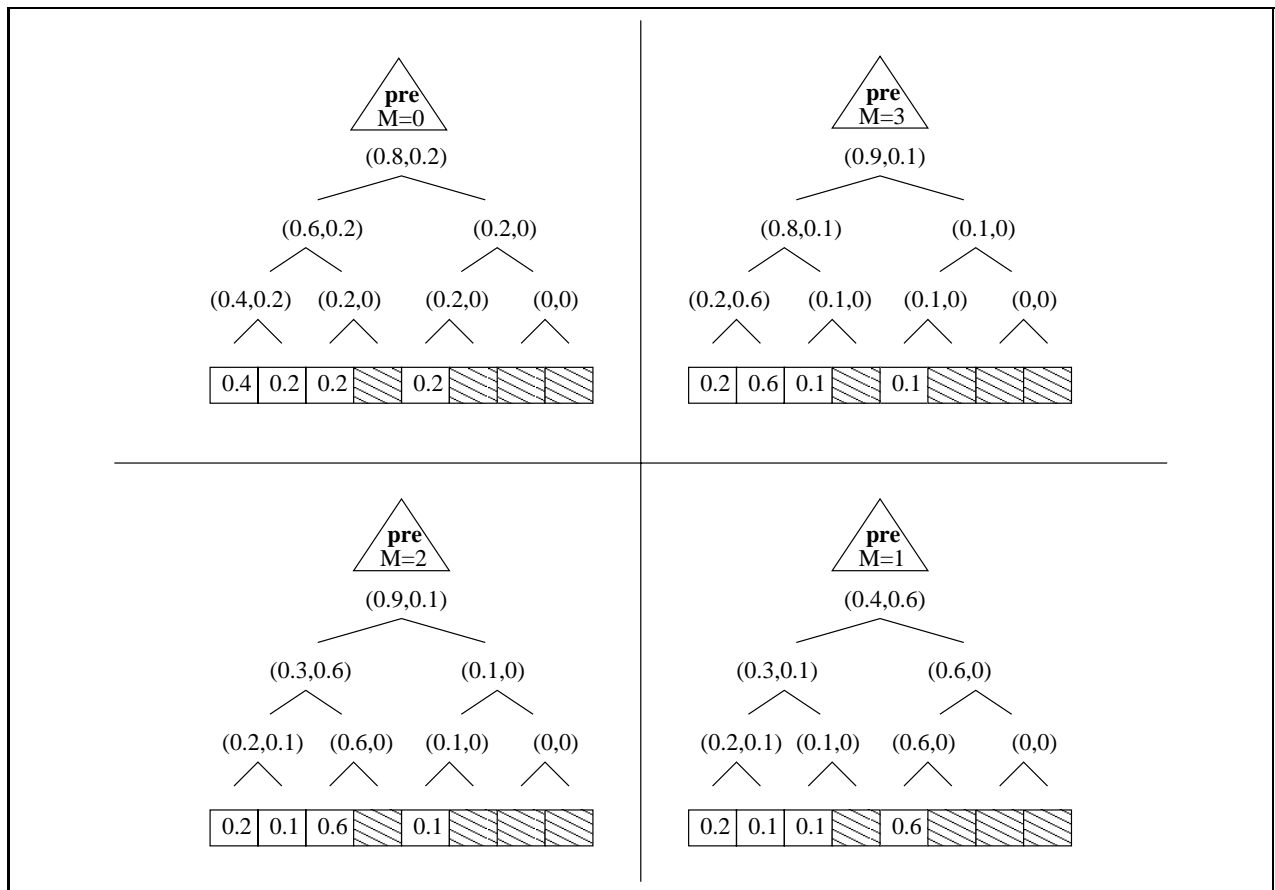 pre
M=0
(0.8,0.2)
(0.6,0.2) (0.2,0)
(0.4,0.2) (0.2,0) (0.2,0) (0,0)
0.4 0.2 0.2 0.2
pre
M=3
(0.9,0.1)
(0.8,0.1) (0.1,0)
(0.2,0.6) (0.1,0) (0.1,0) (0,0)
0.2 0.6 0.1 0.1
pre
M=2
(0.9,0.1)
(0.3,0.6) (0.1,0)
(0.2,0.1) (0.6,0) (0.1,0) (0,0)
0.2 0.1 0.6 0.1
pre
M=1
(0.4,0.6)
(0.3,0.1) (0.6,0)
(0.2,0.1) (0.1,0) (0.6,0) (0,0)
0.2 0.1 0.1 0.6